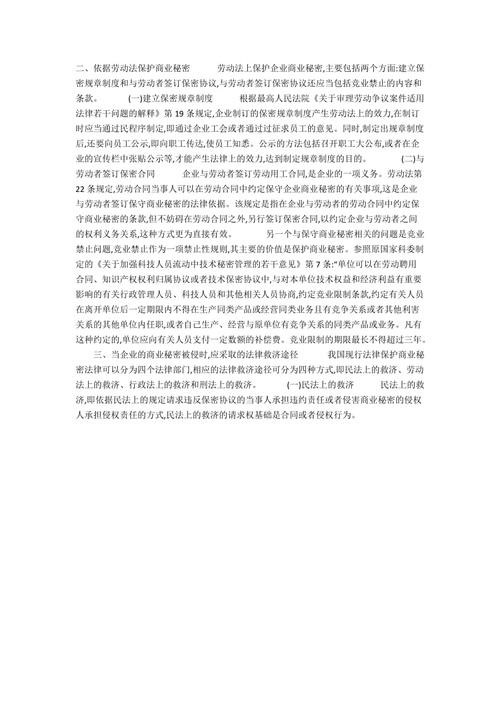 二、依据劳动法保护商业秘密　　　劳动法上保护企业商业秘密,主要包括两个方面:建立保
密规章制度和与劳动者签订保密协议,与劳动者签订保密协议还应当包括竞业禁止的内容和
条款。　　　(一)建立保密规章制度　　　根据最高人民法院《关于审理劳动争议案件适用
法律若干问题的解释》第 19 条规定,企业制订的保密规章制度产生劳动法上的效力,在制订
时应当通过民程序制定,即通过企业工会或者通过过征求员工的意见。同时,制定出规章制度
后,还要向员工公示,即向职工传达,使员工知悉。公示的方法包括召开职工大公布,或者在企
业的宣传栏中张贴公示等,才能产生法律上的效力,达到制定规章制度的目的。　　　(二)与
劳动者签订保密合同　　　企业与劳动者签订劳动用工合同,是企业的一项义务。劳动法第
22 条规定,劳动合同当事人可以在劳动合同中约定保守企业商业秘密的有关事项,这是企业
与劳动者签订保守商业秘密的法律依据。该规定是指在企业与劳动者的劳动合同中约定保
守商业秘密的条款,但不妨碍在劳动合同之外,另行签订保密合同,以约定企业与劳动者之间
的权利义务关系,这种方式更为直接有效。　　　另一个与保守商业秘密相关的问题是竞业
禁止问题,竞业禁止作为一项禁止性规则,其主要的价值是保护商业秘密。参照原国家科委制
定的《关于加强科技人员流动中技术秘密管理的若干意见》第 7 条:“单位可以在劳动聘用
合同、知识产权权利归属协议或者技术保密协议中,与对本单位技术权益和经济利益有重要
影响的有关行政管理人员、科技人员和其他相关人员协商,约定竞业限制条款,约定有关人员
在离开单位后一定期限内不得在生产同类产品或经营同类业务且有竞争关系或者其他利害
关系的其他单位内任职,或者自己生产、经营与原单位有竞争关系的同类产品或业务。凡有
这种约定的,单位应向有关人员支付一定数额的补偿费。竞业限制的期限最长不得超过三年。
　　三、当企业的商业秘密被侵时,应采取的法律救济途径　　　我国现行法律保护商业秘
密法律可以分为四个法律部门,相应的法律救济途径可分为四种方式,即民法上的救济、劳动
法上的救济、行政法上的救济和刑法上的救济。　　　(一)民法上的救济　　　民法上的救
济,即依据民法上的规定请求违反保密协议的当事人承担违约责任或者侵害商业秘密的侵权
人承担侵权责任的方式,民法上的救济的请求权基础是合同或者侵权行为。